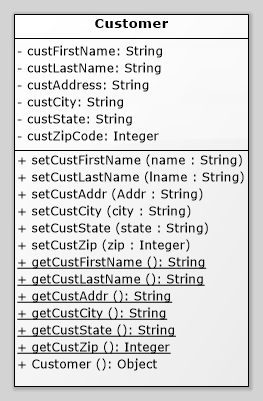 Customer
- custFirstName: String
- custLastName: String
- custAddress: String
- custCity: String
- custState: String
- custZipCode: Integer
+ setCustFirstName (name : String)
+ setCustLastName (lname : String)
+ setCustAddr (Addr : String)
+ setCustCity (city : String)
+ setCustState (state : String)
+ setCustZip (zip : Integer)
+ getCustFirstName (): String
+ getCustLastName (): String
+ getCustAddr (): String
+ getCustCity (): String
+ getCustState (): String
+ getCustZip (): Integer
+ Customer (): Object